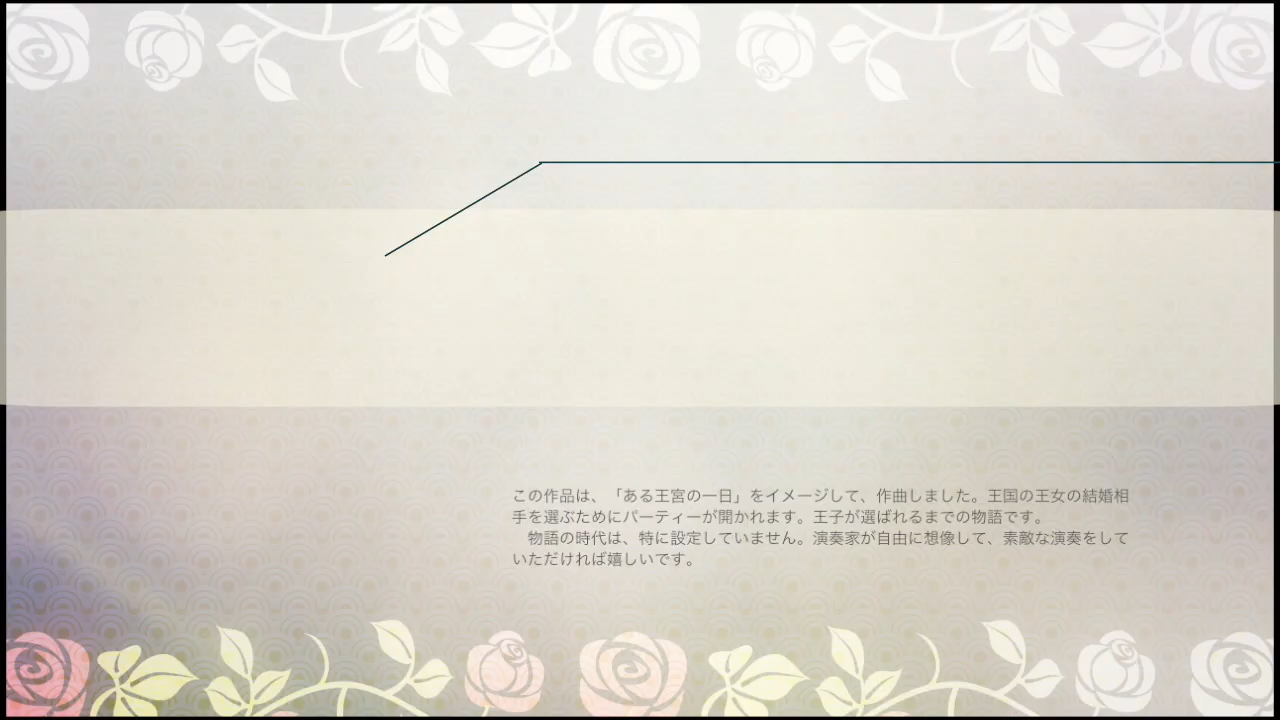 この作品は、「ある王宮の一日」をイメージして、作曲しました。王国の王女の結婚相
手を選ぶためにパーティーが開かれます。王子が選ばれるまでの物語です。
　物語の時代は、特に設定していません。演奏家が自由に想像して、素敵な演奏をして
いただければ嬉しいです。